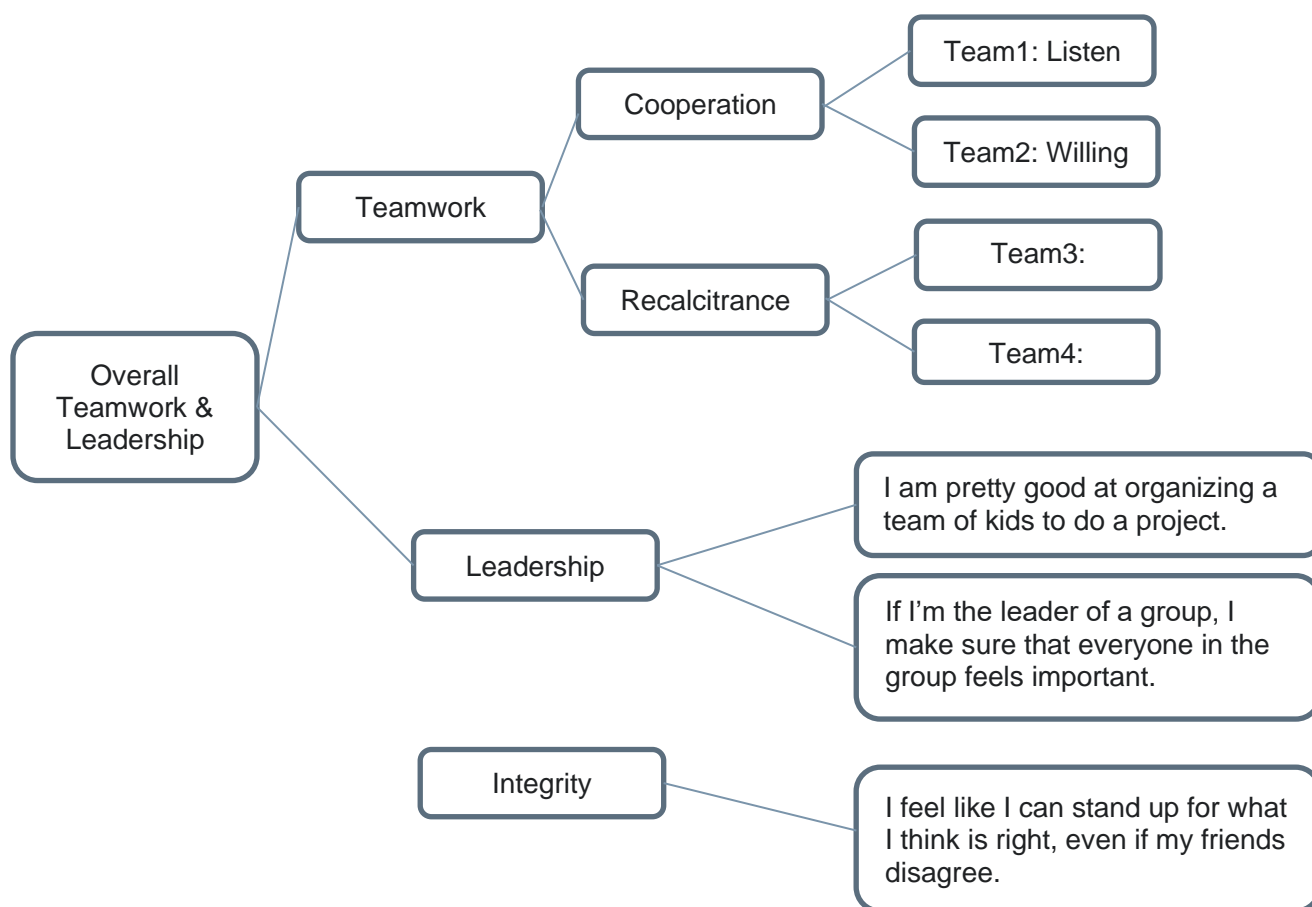 Team1: Listen
Cooperation
Team2: Willing
Teamwork
Team3:
Recalcitrance
Team4:
Overall
Teamwork &
Leadership
I am pretty good at organizing a
team of kids to do a project.
Leadership
If I’m the leader of a group, I
make sure that everyone in the
group feels important.
Integrity
I feel like I can stand up for what
I think is right, even if my friends
disagree.